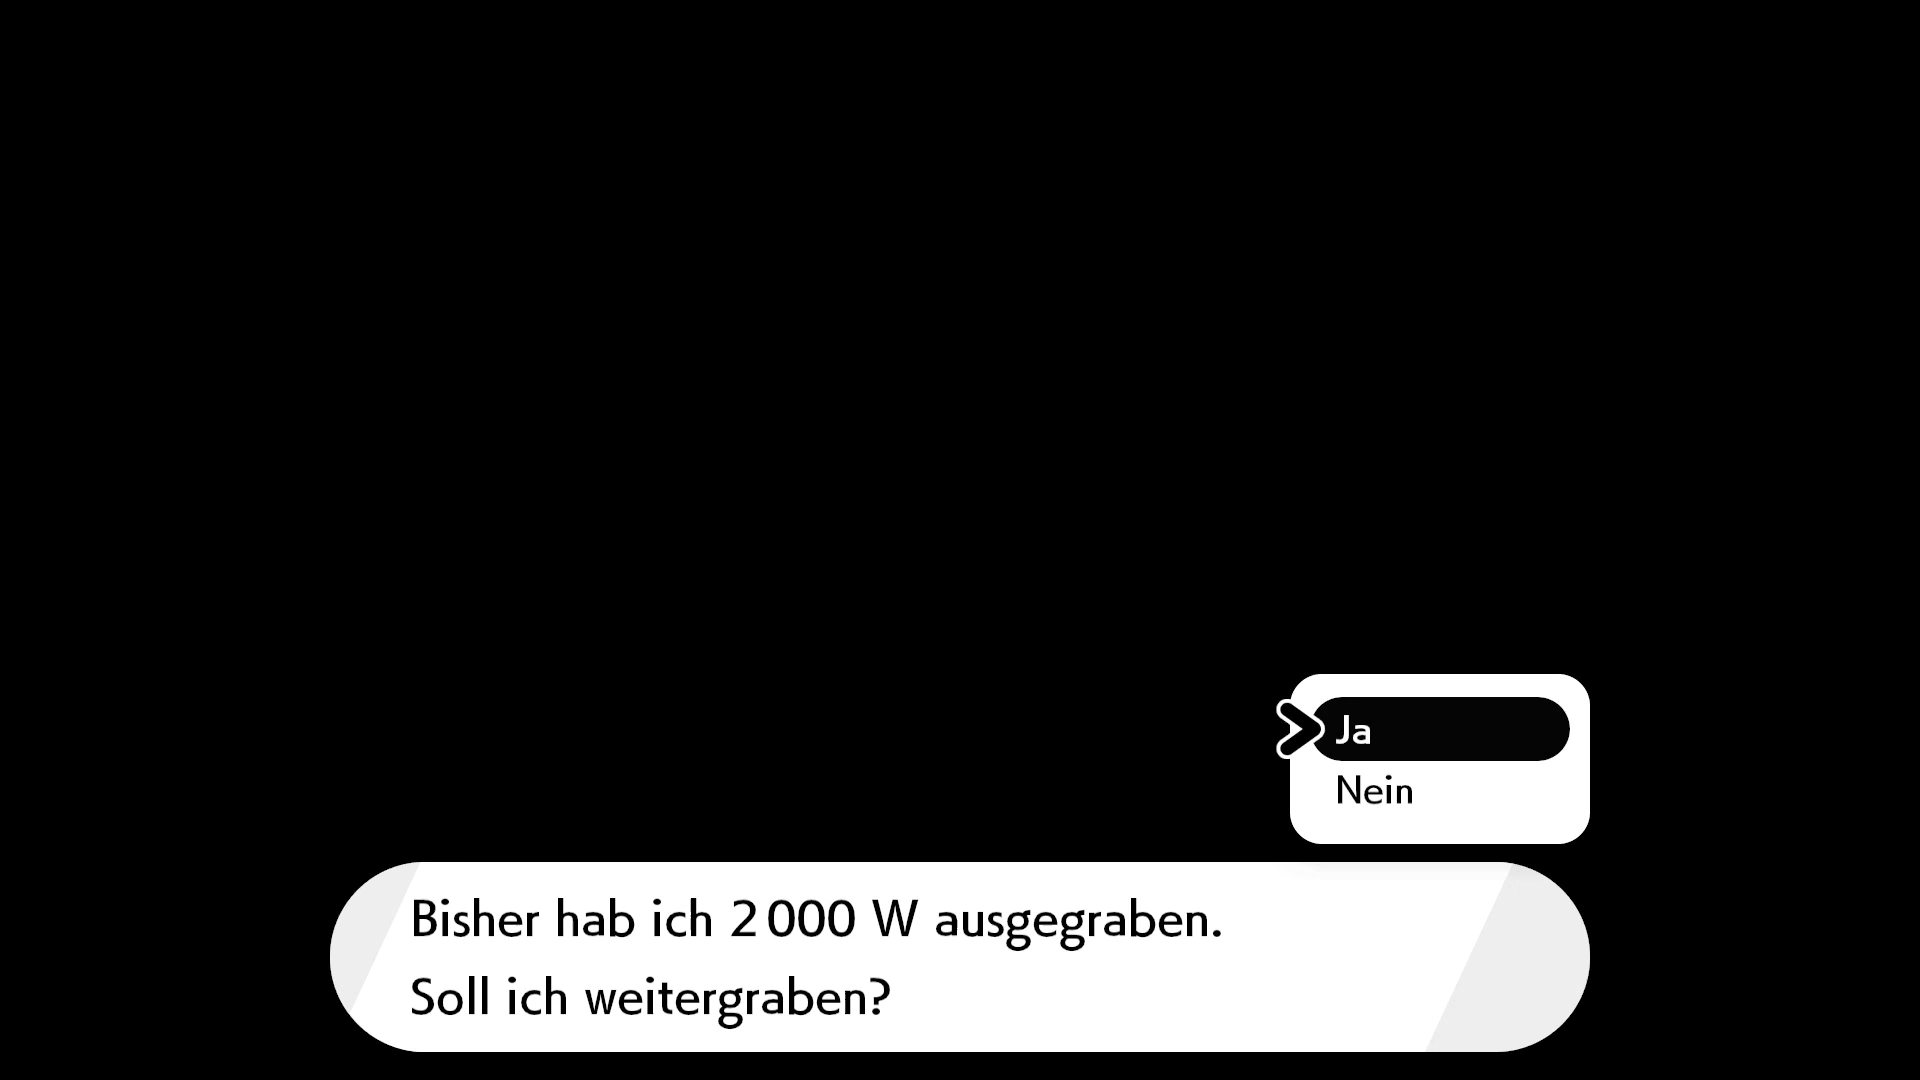 Ja
Nein
Bisher hab ich 2 000 W ausgegraben.
Soll ich weitergraben?